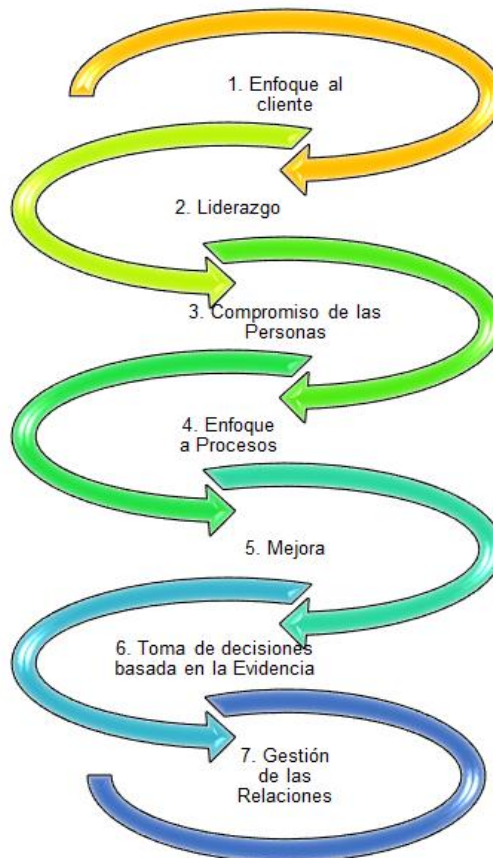 1. Enfoque al
cliente
2. Liderazgo
3. Compromiso de las
Personas
4. Enfoque
a Procesos
5. Mejora
6. Toma de decisiones
basada en la Evidencia
7. Gestión
de las
Relaciones